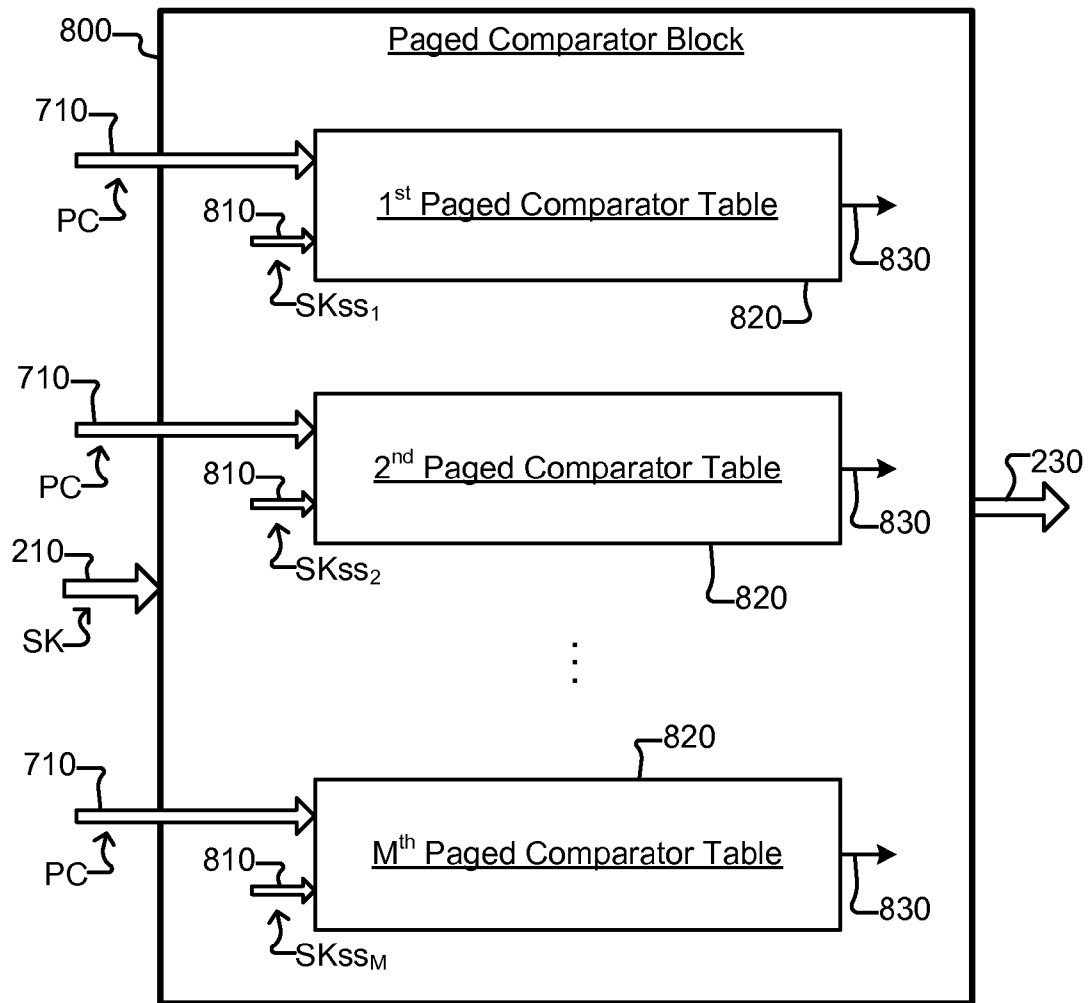 800
Paged Comparator Block
710
PC
1st Paged Comparator Table
810
SKss1
830
820
710
PC
2nd Paged Comparator Table
810
SKss2
830
820
230
210
SK
⋮
820
710
PC
Mth Paged Comparator Table
810
SKssM
830